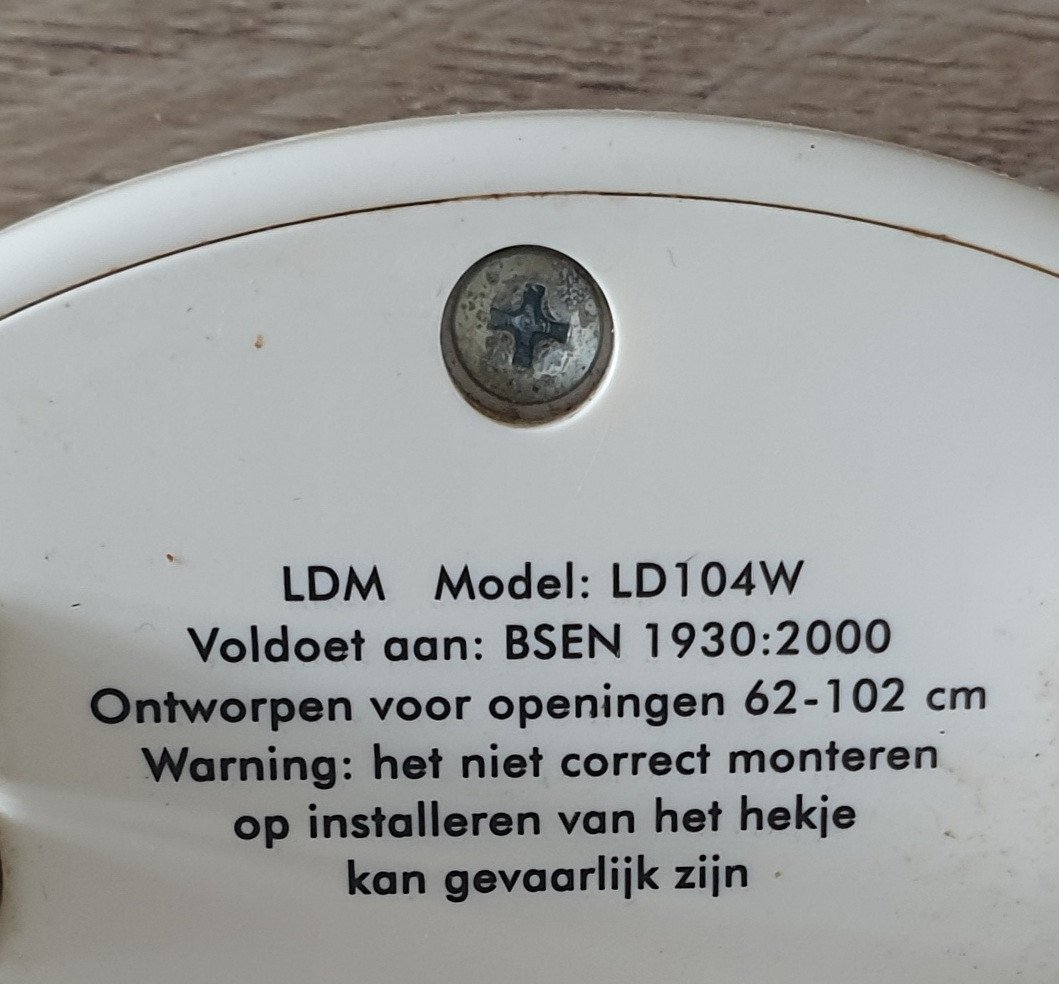 LDM Model: LD104W
Voldoet aan: BSEN 1930:2000
Ontworpen voor openingen 62-102 cm
Warning: het niet correct monteren
op installeren van het hekje
kan gevaarlijk zijn